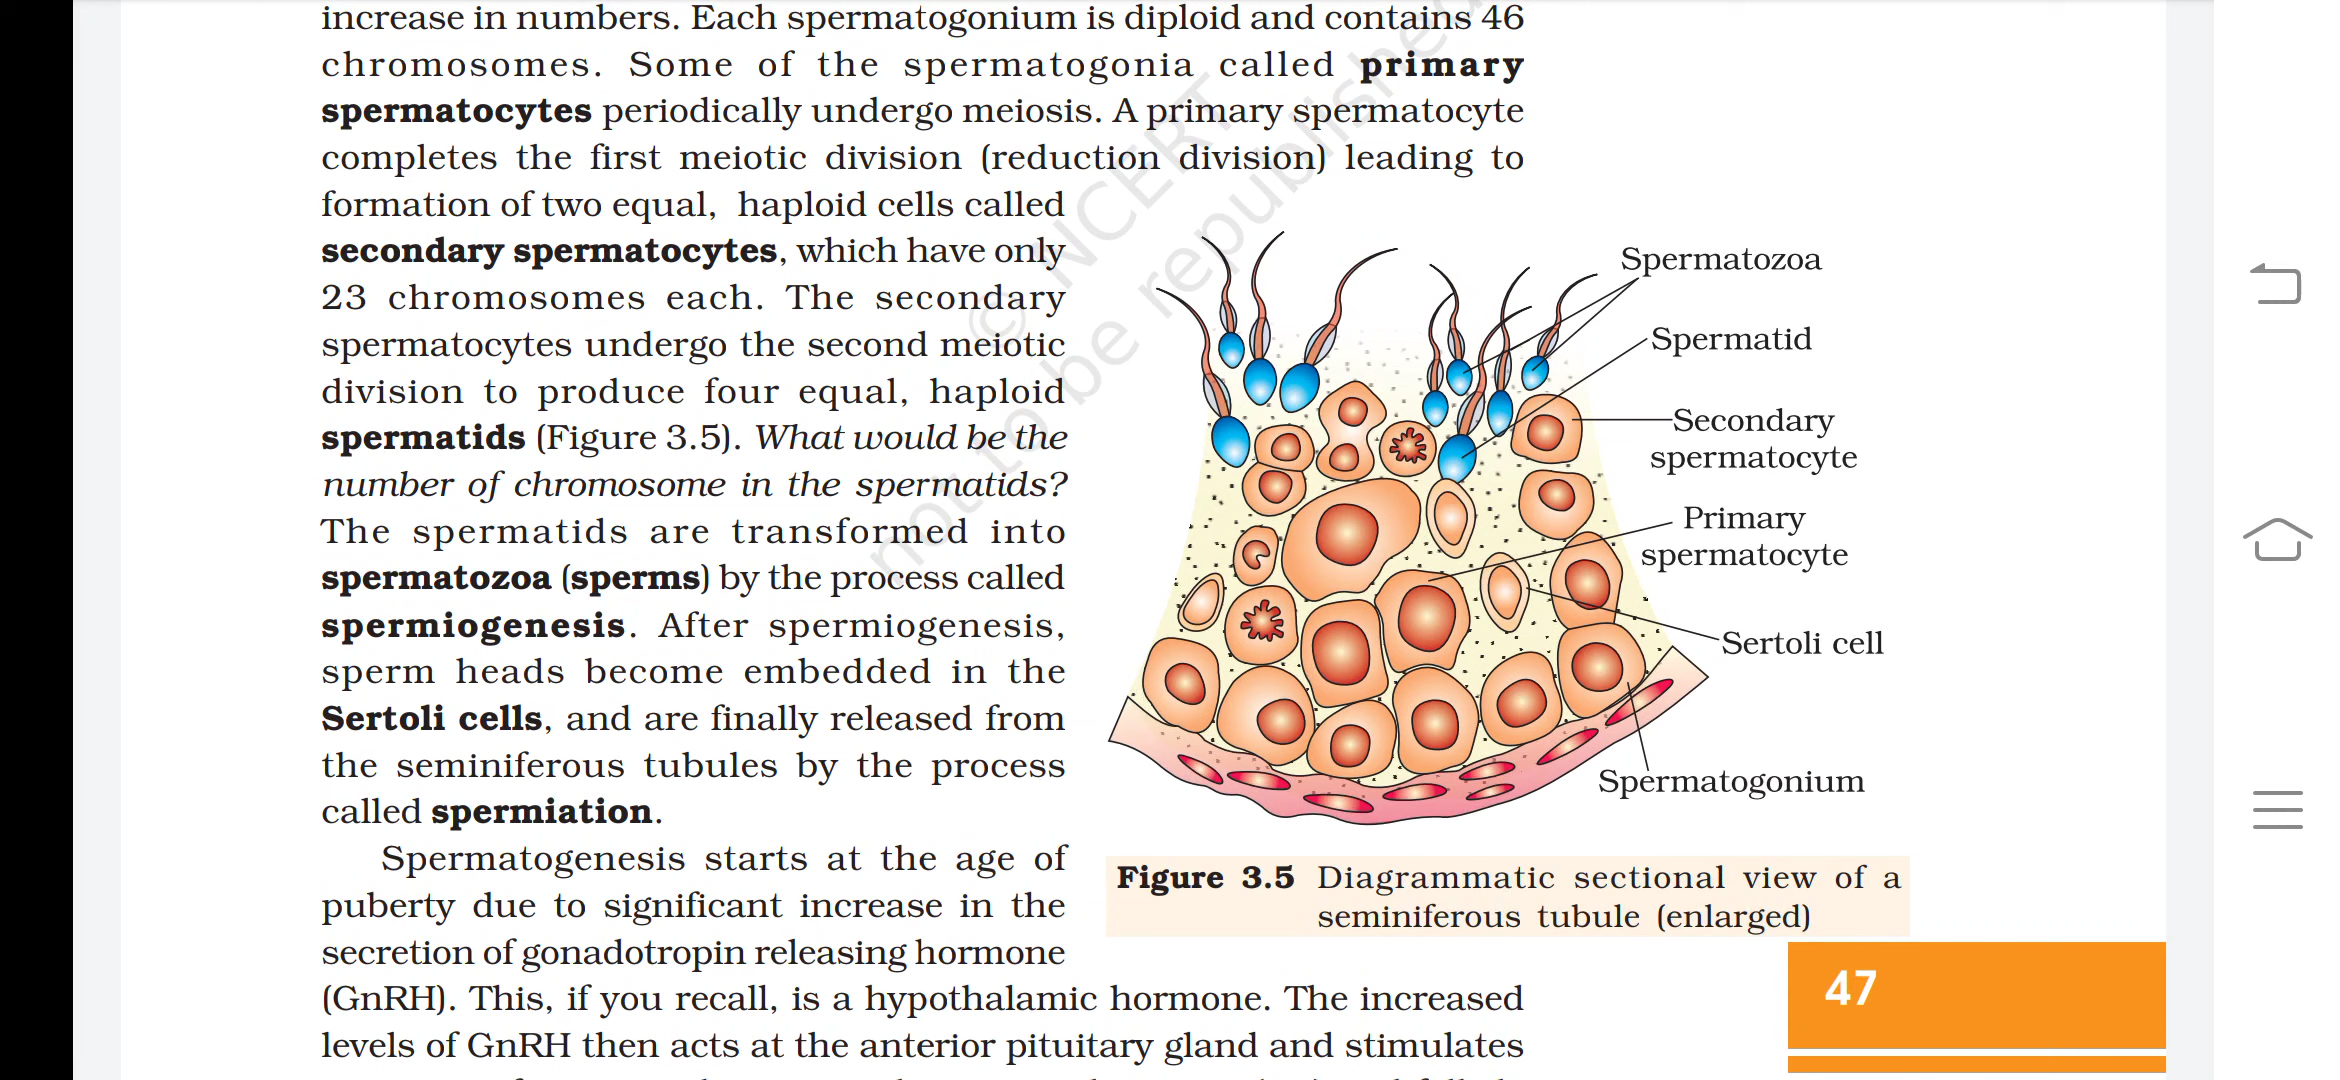 increase in numbers. Each spermatogonium is diploid and contains 46
chromosomes. Some of the spermatogonia called primary
spermatocytes periodically undergo meiosis. A primary spermatocyte
completes the first meiotic division (reduction division) leading to
formation of two equal, haploid cells called
secondary spermatocytes, which have only
23 chromosomes each. The secondary
spermatocytes undergo the second meiotic
division to produce four equal, haploid
spermatids (Figure 3.5). What would be the
number of chromosome in the spermatids?
The spermatids are transformed into
spermatozoa (sperms) by the process called
spermiogenesis. After spermiogenesis,
sperm heads become embedded in the
Sertoli cells, and are finally released from
the seminiferous tubules by the process
called spermiation.
Spermatogenesis starts at the age of
puberty due to significant increase in the
secretion of gonadotropin releasing hormone
(GnRH). This, if you recall, is a hypothalamic hormone. The increased
levels of GnRH then acts at the anterior pituitary gland and stimulates
Spermatozoa
Spermatid
Secondary
spermatocyte
Primary
spermatocyte
Sertoli cell
Spermatogonium
Figure 3.5 Diagrammatic sectional view of a
seminiferous tubule (enlarged)
47
© NCERT
not to be republished